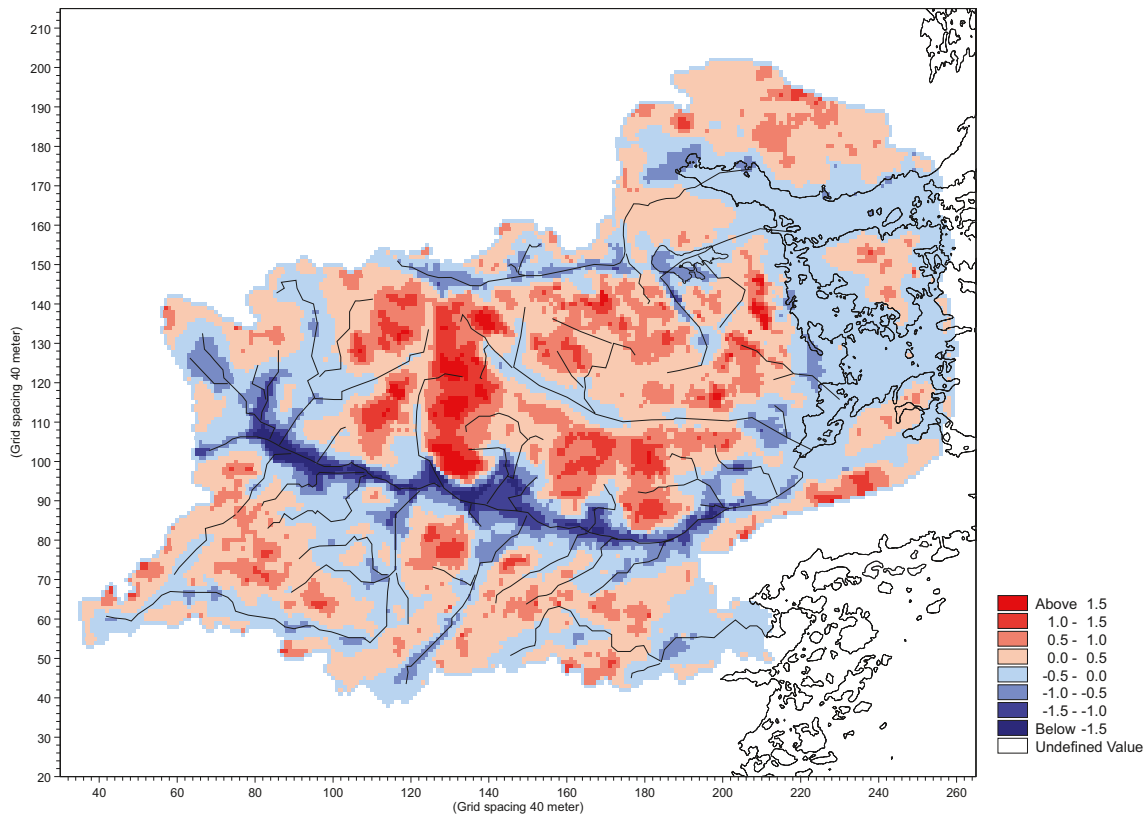 210
200
190
180
170
160
150
140
130
120
110
100
90
80
70
60
50
40
30
20
(Grid spacing 40 meter)
40 60 80 100 120 140 160 180 200 220 240 260
(Grid spacing 40 meter)
Above 1.5
1.0 - 1.5
0.5 - 1.0
0.0 - 0.5
-0.5 - 0.0
-1.0 - -0.5
-1.5 - -1.0
Below -1.5
Undefined Value